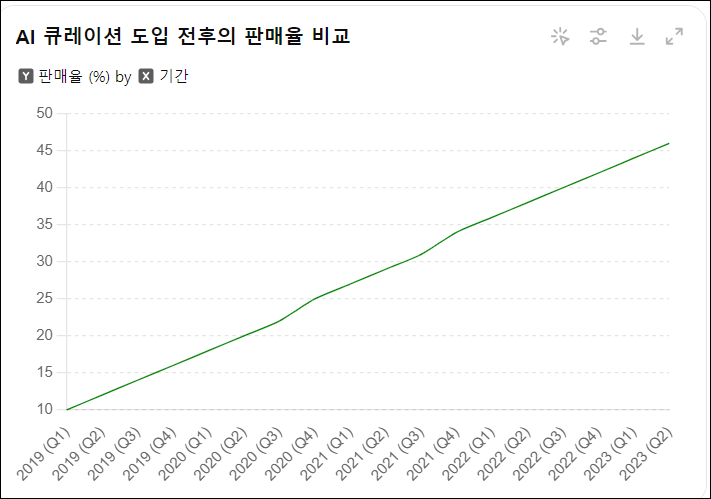 AI 큐레이션 도입 전후의 판매율 비교
Y 판매율 (%) by X 기간
50
45
40
35
30
25
20
15
10
2019 (Q1)
2019 (Q2)
2019 (Q3)
2019 (Q4)
2020 (Q1)
2020 (Q2)
2020 (Q3)
2020 (Q4)
2021 (Q1)
2021 (Q2)
2021 (Q3)
2021 (Q4)
2022 (Q1)
2022 (Q2)
2022 (Q3)
2022 (Q4)
2023 (Q1)
2023 (Q2)